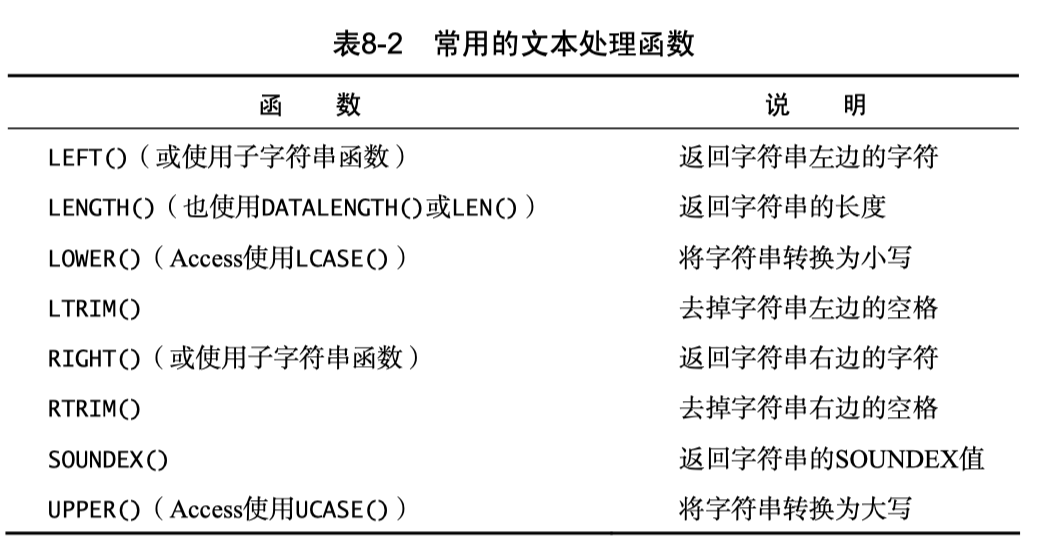 表8-2 常用的文本处理函数
函 数 说 明
LEFT()（或使用子字符串函数） 返回字符串左边的字符
LENGTH()（也使用DATALENGTH()或LEN()） 返回字符串的长度
LOWER()（Access使用LCASE()） 将字符串转换为小写
LTRIM() 去掉字符串左边的空格
RIGHT()（或使用子字符串函数） 返回字符串右边的字符
RTRIM() 去掉字符串右边的空格
SOUNDEX() 返回字符串的SOUNDEX值
UPPER()（Access使用UCASE()） 将字符串转换为大写